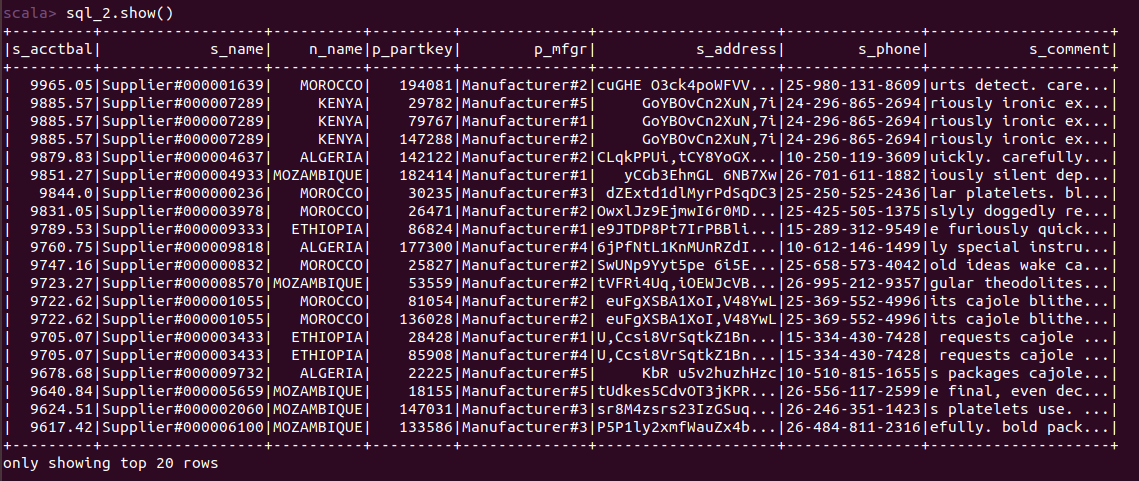 scala> sql_2.show()
+---------+------------------+----------+---------+--------------+--------------------+---------------+--------------------+
|s_acctbal|            s_name|    n_name|p_partkey|        p_mfgr|           s_address|        s_phone|           s_comment|
+---------+------------------+----------+---------+--------------+--------------------+---------------+--------------------+
|  9965.05|Supplier#000001639|   MOROCCO|   194081|Manufacturer#2|cuGHE O3ck4poWFVV...|25-980-131-8609|urts detect. care...|
|  9885.57|Supplier#000007289|     KENYA|    29782|Manufacturer#5|     GoYBOvCn2XuN,7i|24-296-865-2694|riously ironic ex...|
|  9885.57|Supplier#000007289|     KENYA|    79767|Manufacturer#1|     GoYBOvCn2XuN,7i|24-296-865-2694|riously ironic ex...|
|  9885.57|Supplier#000007289|     KENYA|   147288|Manufacturer#2|     GoYBOvCn2XuN,7i|24-296-865-2694|riously ironic ex...|
|  9879.83|Supplier#000004637|   ALGERIA|   142122|Manufacturer#2|CLqkPPUi,tCY8YoGX...|10-250-119-3609|uickly. carefully...|
|  9851.27|Supplier#000004933|MOZAMBIQUE|   182414|Manufacturer#1|   yCGb3EhmGL 6NB7Xw|26-701-611-1882|iously silent dep...|
|   9844.0|Supplier#000000236|   MOROCCO|    30235|Manufacturer#3| dZExtd1dlMyrPdSqDC3|25-250-525-2436|lar platelets. bl...|
|  9831.05|Supplier#000003978|   MOROCCO|    26471|Manufacturer#2|OwxlJz9EjmwI6r0MD...|25-425-505-1375|slyly doggedly re...|
|  9789.53|Supplier#000009333|  ETHIOPIA|    86824|Manufacturer#1|e9JTDP8Pt7IrPBBli...|15-289-312-9549|e furiously quick...|
|  9760.75|Supplier#000009818|   ALGERIA|   177300|Manufacturer#4|6jPfNtL1KnMUnRZdI...|10-612-146-1499|ly special instru...|
|  9747.16|Supplier#000000832|   MOROCCO|    25827|Manufacturer#2|SwUNp9Yyt5pe 6i5E...|25-658-573-4042|old ideas wake ca...|
|  9723.27|Supplier#000008570|MOZAMBIQUE|    53559|Manufacturer#2|tVFRi4Uq,iOEWJcVB...|26-995-212-9357|gular theodolites...|
|  9722.62|Supplier#000001055|   MOROCCO|    81054|Manufacturer#2| euFgXSBA1XoI,V48YwL|25-369-552-4996|its cajole blithe...|
|  9722.62|Supplier#000001055|   MOROCCO|   136028|Manufacturer#2| euFgXSBA1XoI,V48YwL|25-369-552-4996|its cajole blithe...|
|  9705.07|Supplier#000003433|  ETHIOPIA|    28428|Manufacturer#1|U,Ccsi8VrSqtkZ1Bn...|15-334-430-7428| requests cajole ...|
|  9705.07|Supplier#000003433|  ETHIOPIA|    85908|Manufacturer#4|U,Ccsi8VrSqtkZ1Bn...|15-334-430-7428| requests cajole ...|
|  9678.68|Supplier#000009732|   ALGERIA|    22225|Manufacturer#5|     KbR u5v2huzhHzc|10-510-815-1655|s packages cajole...|
|  9640.84|Supplier#000005659|MOZAMBIQUE|    18155|Manufacturer#5|tUdkes5CdvOT3jKPR...|26-556-117-2599|e final, even dec...|
|  9624.51|Supplier#000002060|MOZAMBIQUE|   147031|Manufacturer#3|sr8M4zsrs23IzGSuq...|26-246-351-1423|s platelets use. ...|
|  9617.42|Supplier#000006100|MOZAMBIQUE|   133586|Manufacturer#3|P5P1ly2xmfWauZx4b...|26-484-811-2316|efully. bold pack...|
+---------+------------------+----------+---------+--------------+--------------------+---------------+--------------------+
only showing top 20 rows